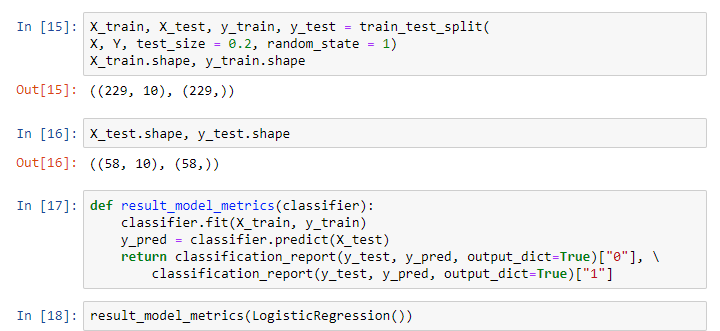 In [15]: X_train, X_test, y_train, y_test = train_test_split(
X, Y, test_size = 0.2, random_state = 1)
X_train.shape, y_train.shape
Out[15]: ((229, 10), (229,))
In [16]: X_test.shape, y_test.shape
Out[16]: ((58, 10), (58,))
In [17]: def result_model_metrics(classifier):
    classifier.fit(X_train, y_train)
    y_pred = classifier.predict(X_test)
    return classification_report(y_test, y_pred, output_dict=True)["0"], \
        classification_report(y_test, y_pred, output_dict=True)["1"]
In [18]: result_model_metrics(LogisticRegression())